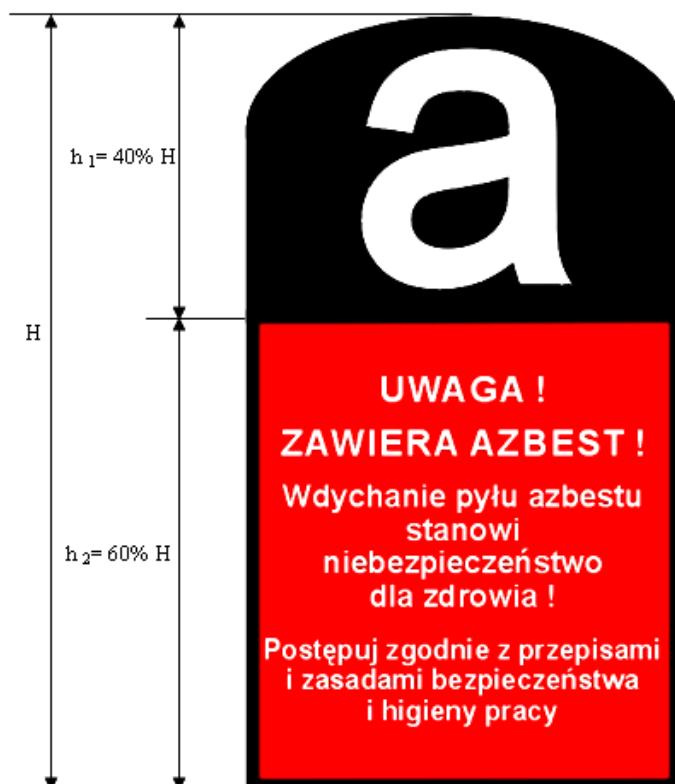 a
h 1= 40% H
H
UWAGA !
ZAWIERA AZBEST !
Wdychanie pyłu azbestu
stanowi
niebezpieczeństwo
dla zdrowia !
h 2= 60% H
Postępuj zgodnie z przepisami
i zasadami bezpieczeństwa
i higieny pracy